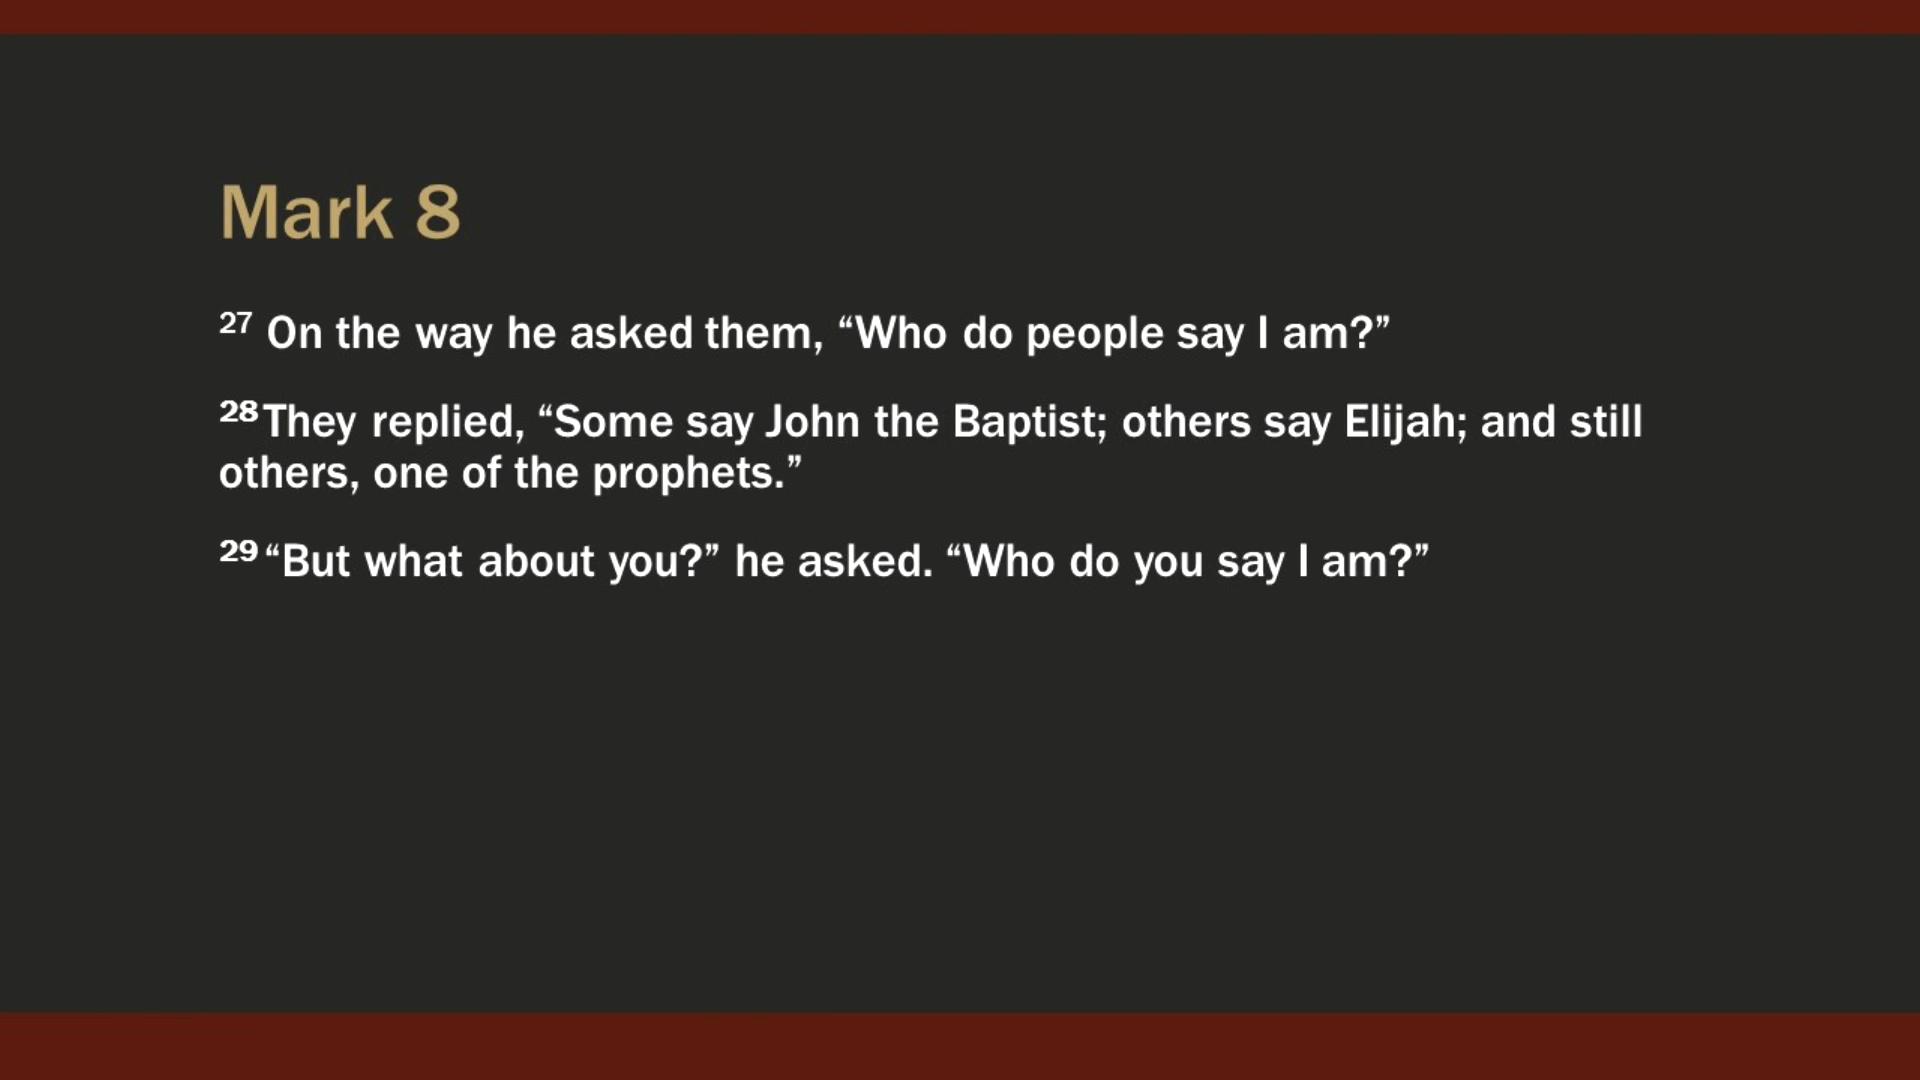 Mark 8
27 On the way he asked them, “Who do people say I am?”
28 They replied, “Some say John the Baptist; others say Elijah; and still
others, one of the prophets.”
29 “But what about you?” he asked. “Who do you say I am?”